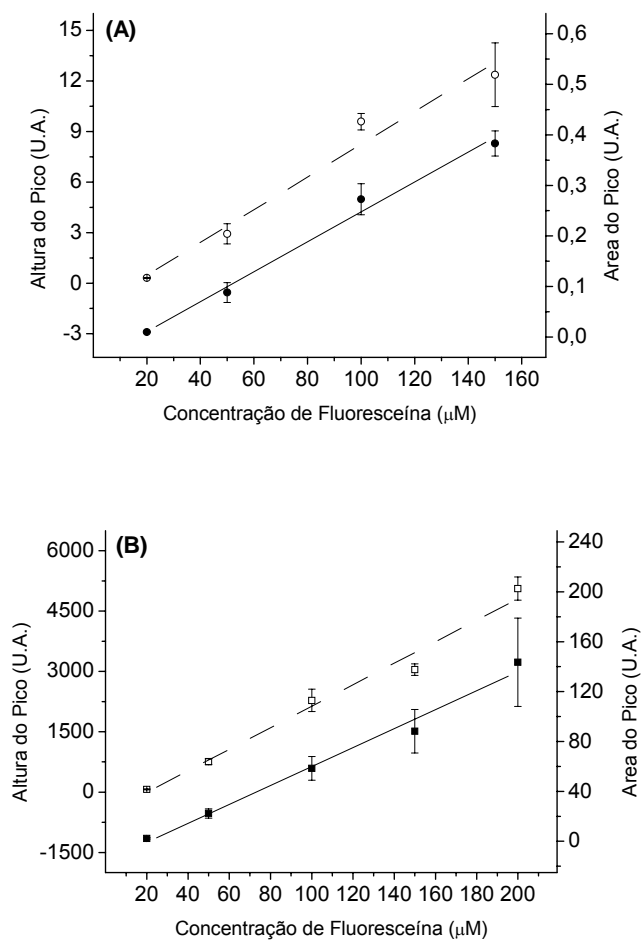 (A)
Altura do Pico (U.A.)
15
12
9
6
3
0
-3
Area do Pico (U.A.)
0,6
0,5
0,4
0,3
0,2
0,1
0,0
20 40 60 80 100 120 140 160
Concentração de Fluoresceína (μM)
(B)
Altura do Pico (U.A.)
6000
4500
3000
1500
0
-1500
Area do Pico (U.A.)
240
200
160
120
80
40
0
20 40 60 80 100 120 140 160 180 200
Concentração de Fluoresceína (μM)